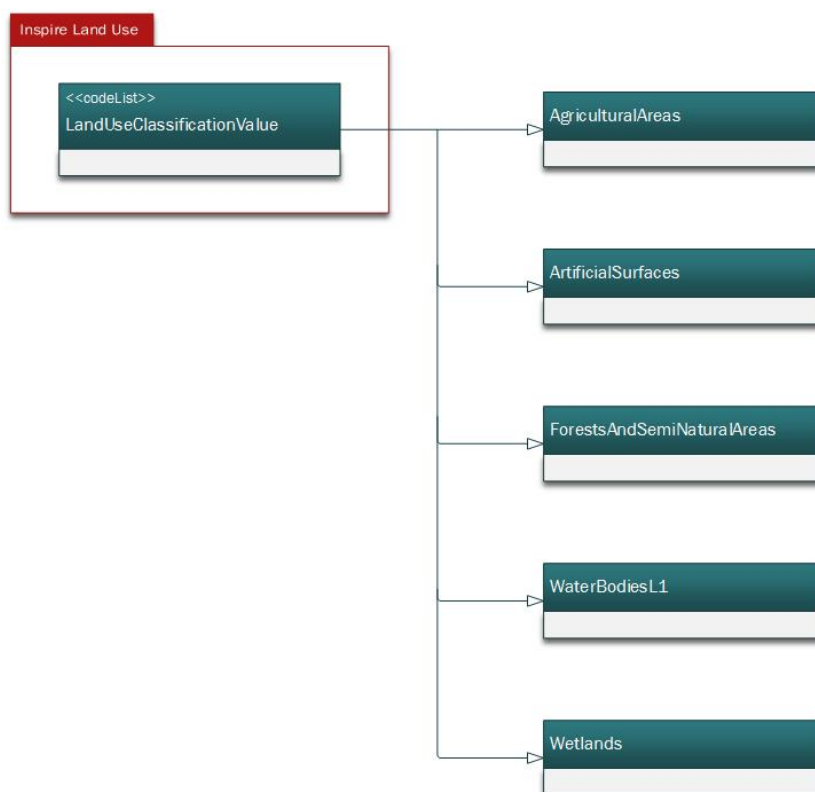 Inspire Land Use
<<codeList>>
LandUseClassificationValue
AgriculturalAreas
ArtificialSurfaces
ForestsAndSemiNaturalAreas
WaterBodiesL1
Wetlands